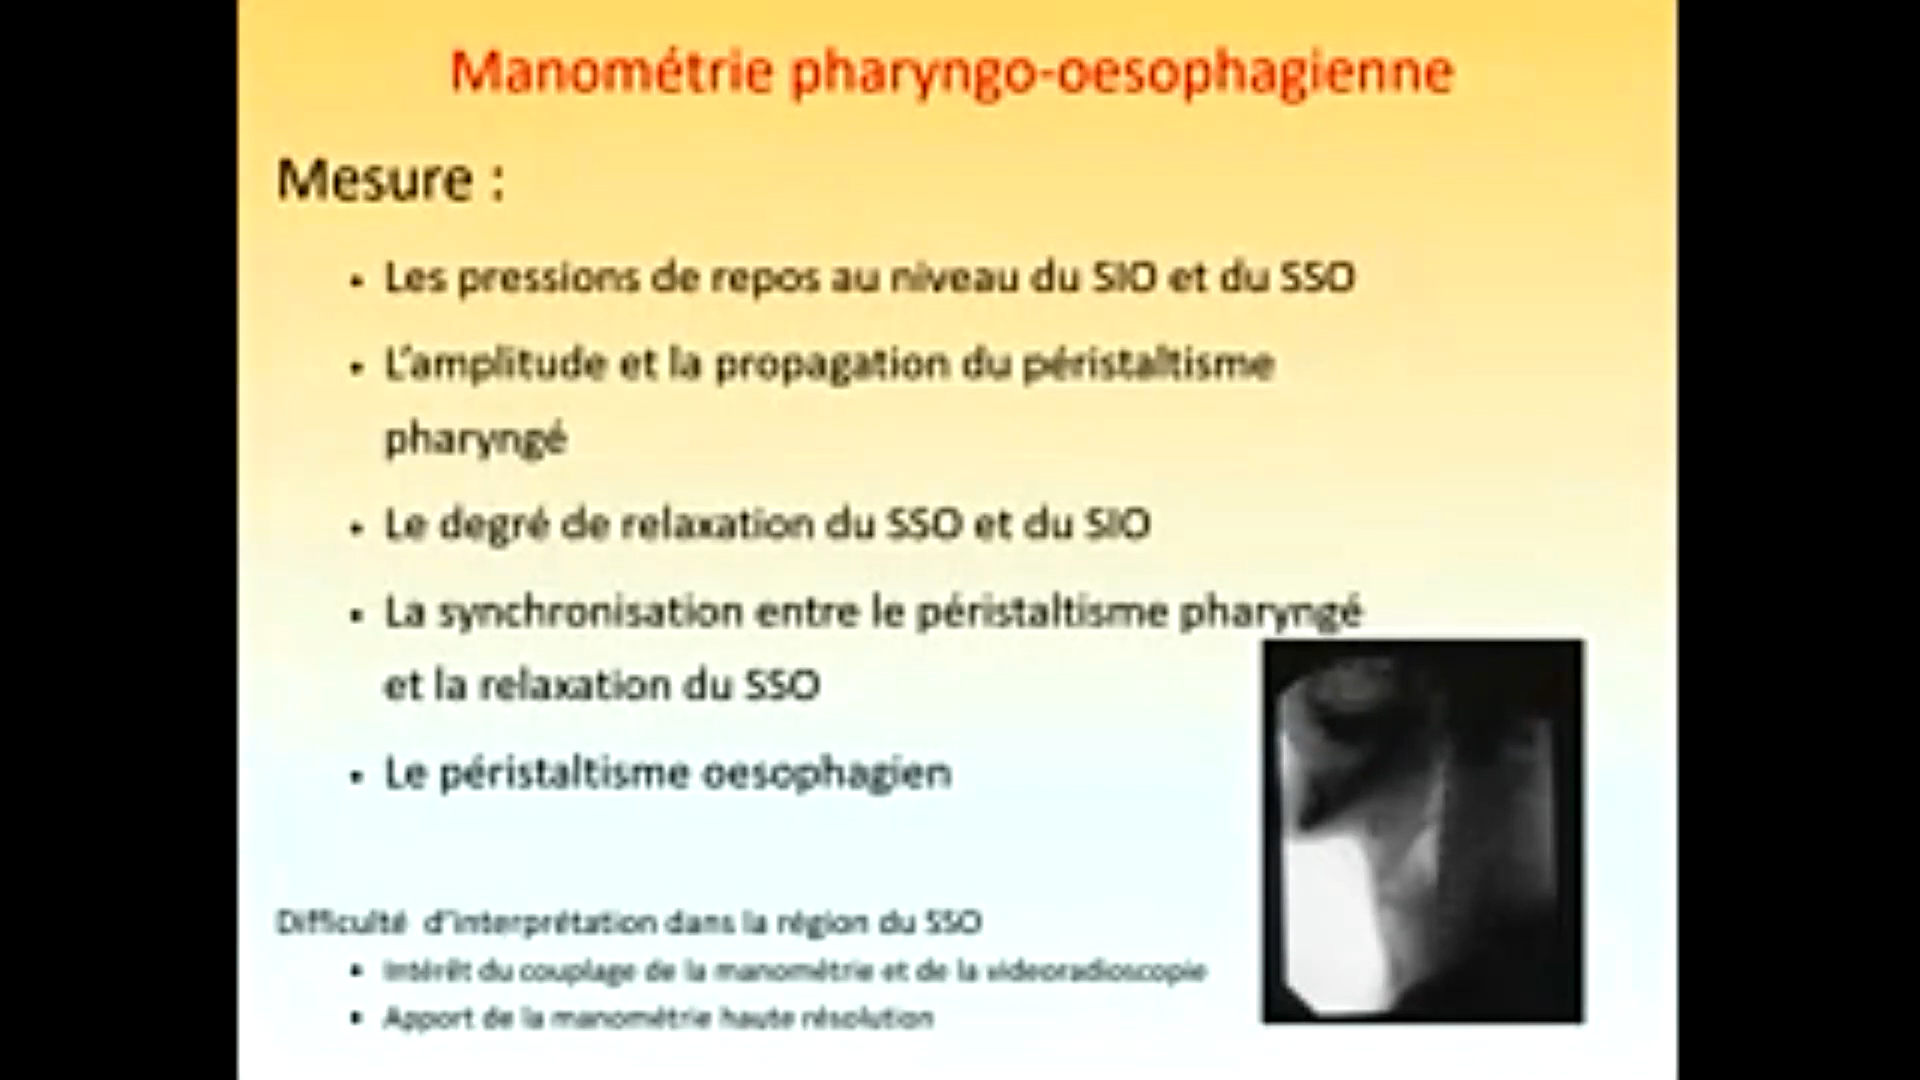 Manométrie pharyngo-oesophagienne
Mesure :
• Les pressions de repos au niveau du SIO et du SSO
• L'amplitude et la propagation du péristaltisme
pharyngé
• Le degré de relaxation du SSO et du SIO
• La synchronisation entre le péristaltisme pharyngé
et la relaxation du SSO
• Le péristaltisme oesophagien
Difficulté d'interprétation dans la région du SSO
• Intérêt du couplage de la manométrie et de la videoradioscopie
• Apport de la manométrie haute résolution